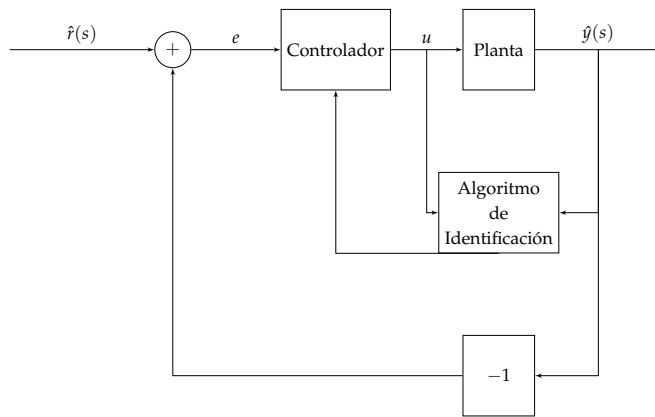 r̂(s)
+
e
Controlador
u
Planta
ŷ(s)
Algoritmo
de
Identificación
−1